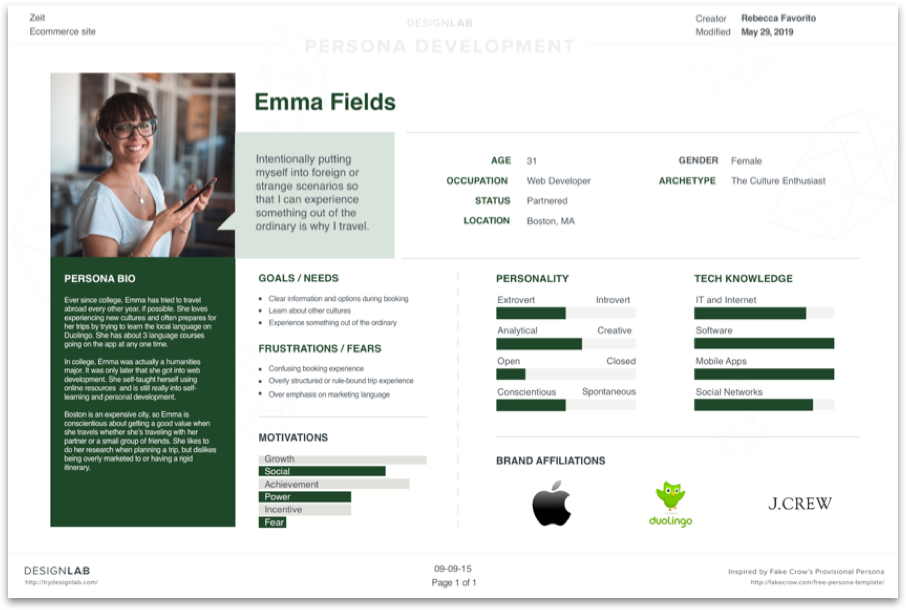 Zeit
Ecommerce site
DESIGNLAB
PERSONA DEVELOPMENT
Creator Rebecca Favorito
Modified May 29, 2019
Emma Fields
Intentionally putting
myself into foreign or
strange scenarios so
that I can experience
something out of the
ordinary is why I travel.
AGE 31
OCCUPATION Web Developer
STATUS Partnered
LOCATION Boston, MA
GENDER Female
ARCHETYPE The Culture Enthusiast
PERSONA BIO
Ever since college, Emma has tried to travel
abroad every other year, if possible. She loves
experiencing new cultures and often prepares for
her trips by trying to learn the local language on
Duolingo. She has about 3 language courses
going on the app at any one time.
In college, Emma was actually a humanities
major. It was only later that she got into web
development. She self-taught herself using
online resources and is still really into self-
learning and personal development.
Boston is an expensive city, so Emma is
conscientious about getting a good value when
she travels whether she's traveling with her
partner or a small group of friends. She likes to
do her research when planning a trip, but dislikes
being overly marketed to or having a rigid
itinerary.
GOALS / NEEDS
• Clear information and options during booking
• Learn about other cultures
• Experience something out of the ordinary
FRUSTRATIONS / FEARS
• Confusing booking experience
• Overly structured or rule-bound trip experience
• Over emphasis on marketing language
MOTIVATIONS
Growth
Social
Achievement
Power
Incentive
Fear
PERSONALITY
Extrovert Introvert
Analytical Creative
Open Closed
Conscientious Spontaneous
TECH KNOWLEDGE
IT and Internet
Software
Mobile Apps
Social Networks
BRAND AFFILIATIONS
duolingo
J.CREW
DESIGNLAB
http://trydesignlab.com/
09-09-15
Page 1 of 1
Inspired by Fake Crow's Provisional Persona
http://fakecrow.com/free-persona-template/